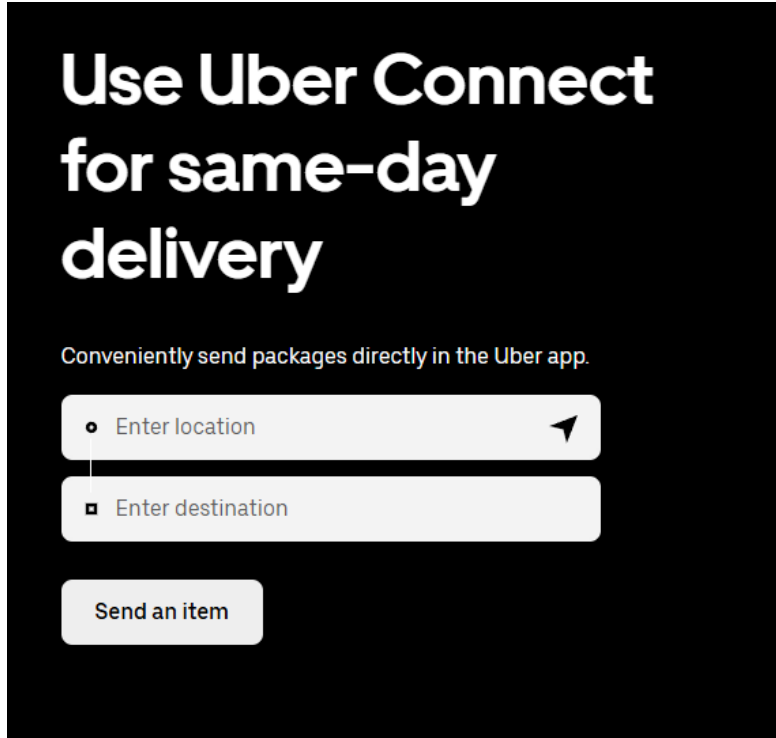 Use Uber Connect
for same-day
delivery
Conveniently send packages directly in the Uber app.
Enter location
Enter destination
Send an item